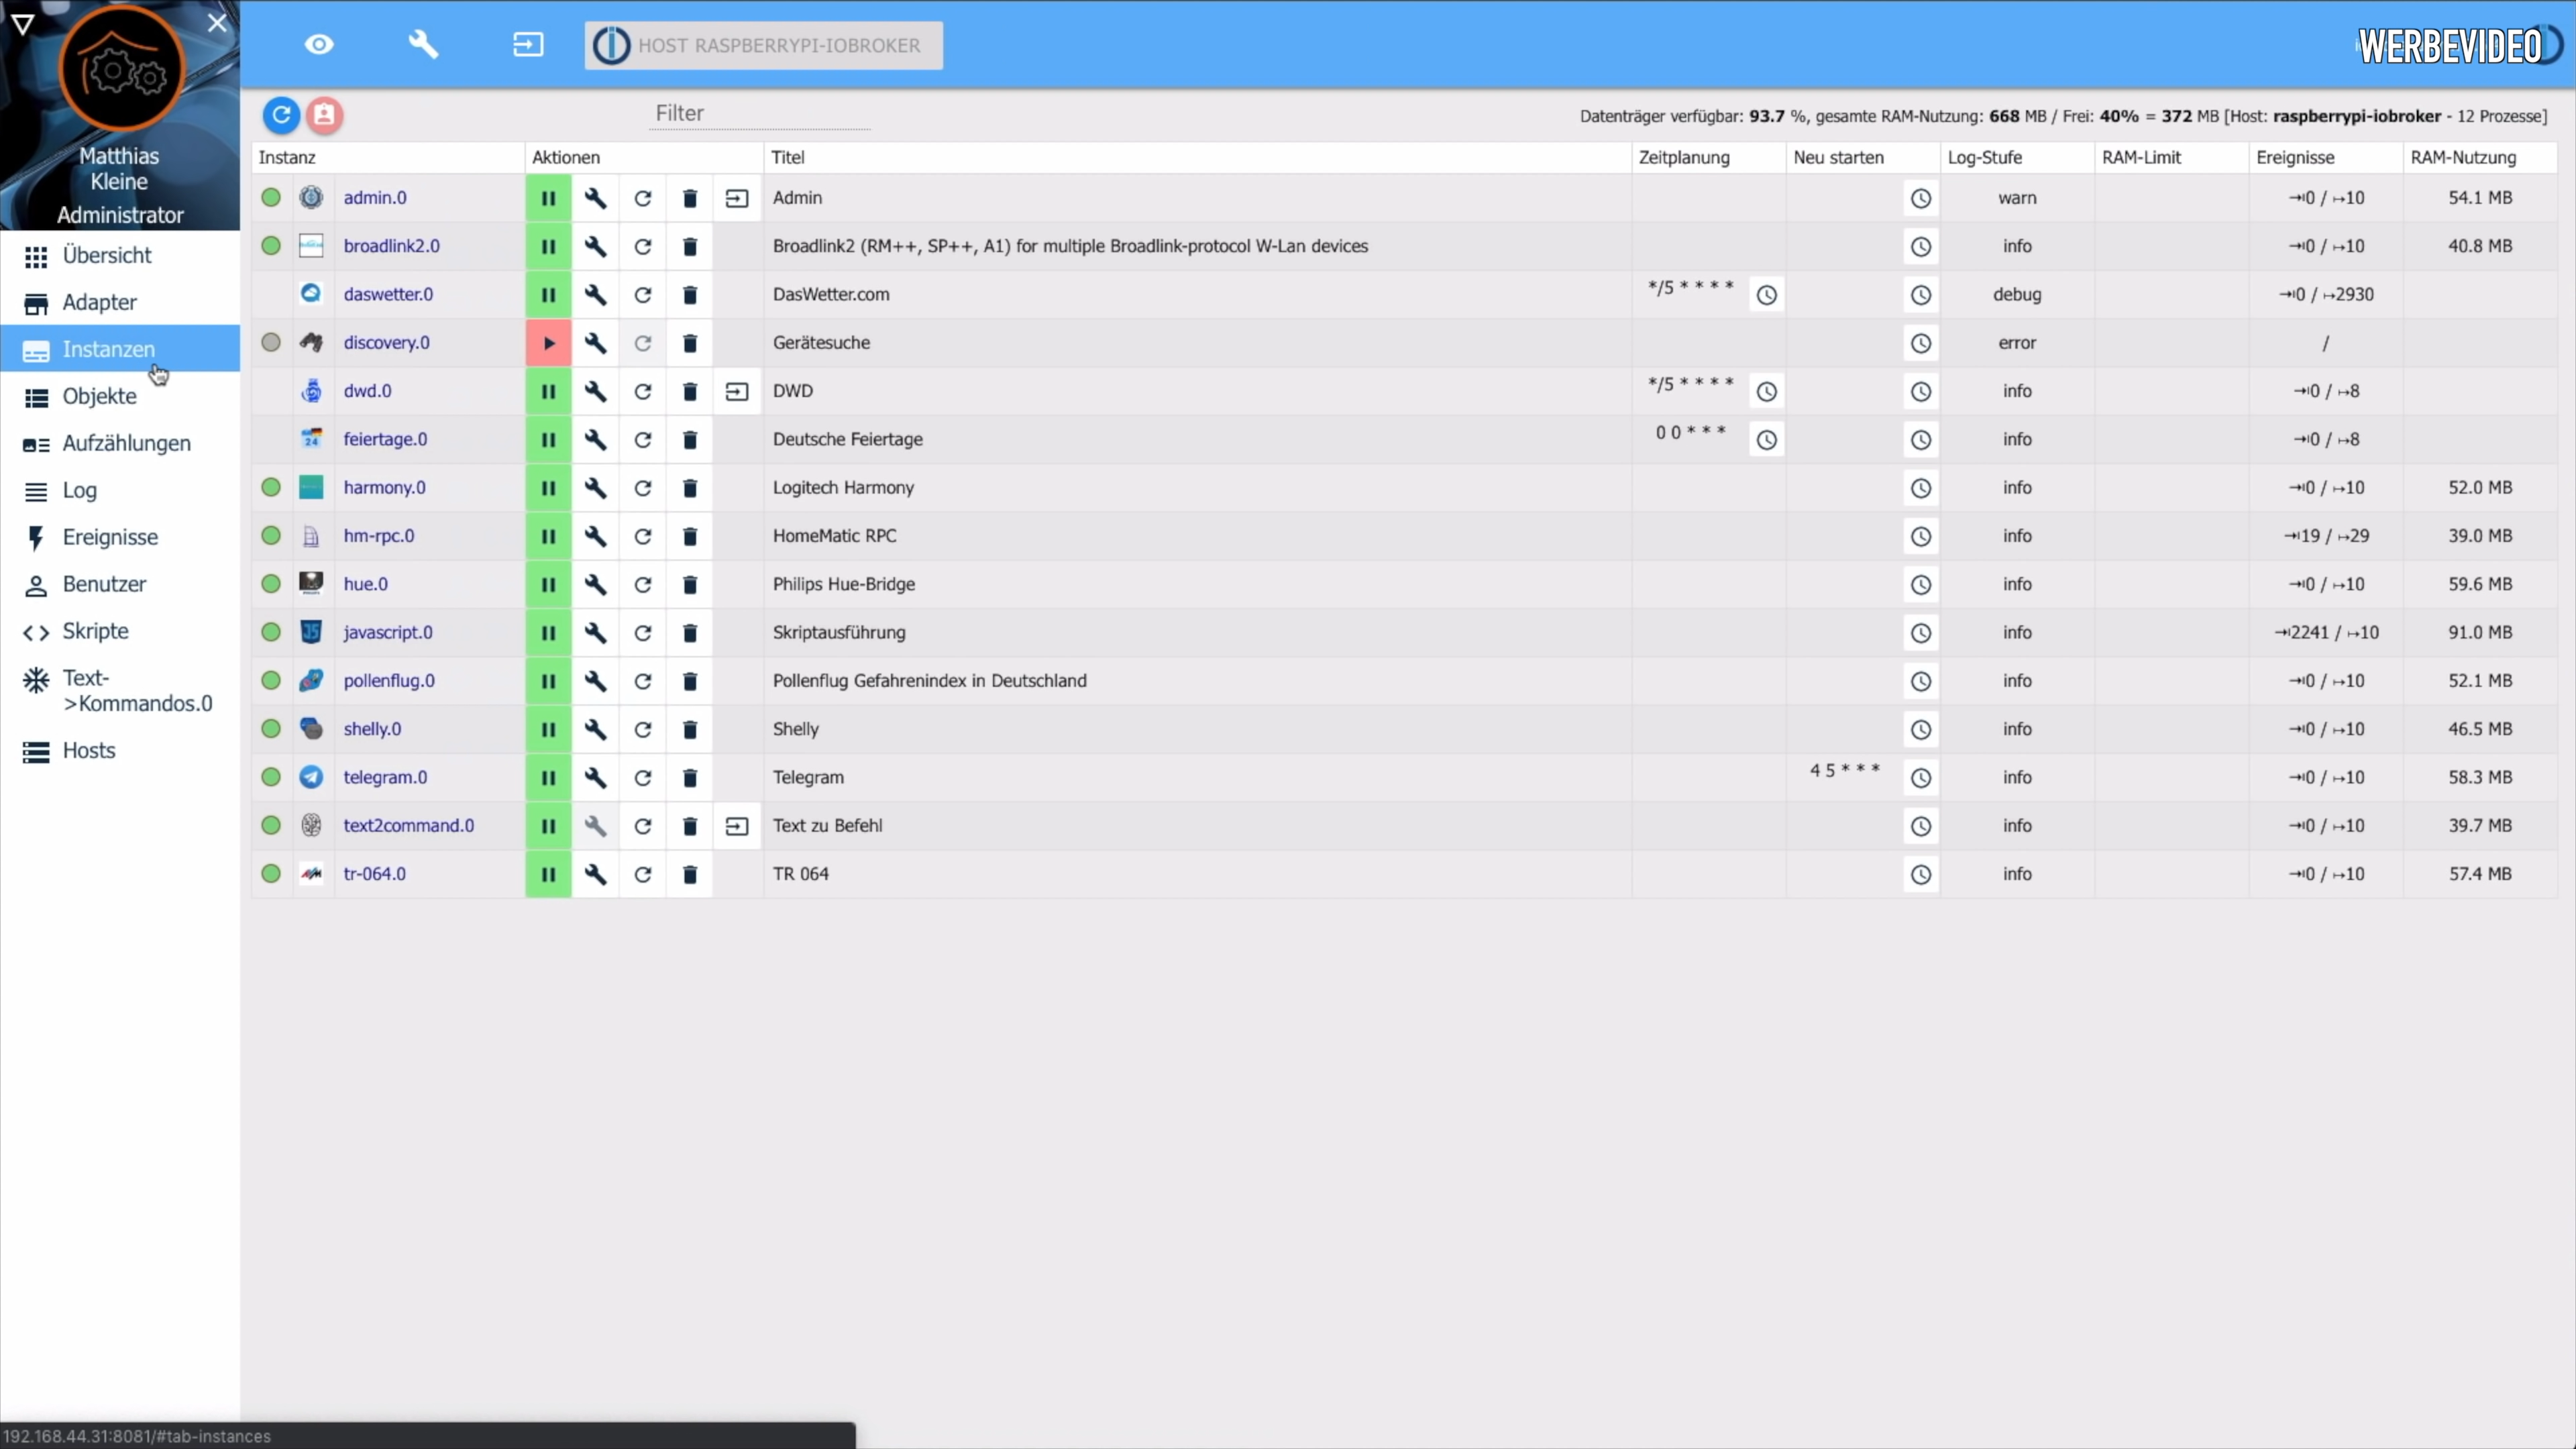 HOST RASPBERRYPI-IOBROKER
WERBEVIDEO
Matthias
Kleine
Administrator
Übersicht
Adapter
Instanzen
Objekte
Aufzählungen
Log
Ereignisse
Benutzer
Skripte
Text-
>Kommandos.0
Hosts
Filter
Datenträger verfügbar: 93.7 %, gesamte RAM-Nutzung: 668 MB / Frei: 40% = 372 MB [Host: raspberrypi-iobroker - 12 Prozesse]
Instanz Aktionen Titel Zeitplanung Neu starten Log-Stufe RAM-Limit Ereignisse RAM-Nutzung
admin.0 Admin warn ⇥0 / ↦10 54.1 MB
broadlink2.0 Broadlink2 (RM++, SP++, A1) for multiple Broadlink-protocol W-Lan devices info ⇥0 / ↦10 40.8 MB
daswetter.0 DasWetter.com */5 * * * * debug ⇥0 / ↦2930
discovery.0 Gerätesuche error /
dwd.0 DWD */5 * * * * info ⇥0 / ↦8
24 feiertage.0 Deutsche Feiertage 0 0 * * * info ⇥0 / ↦8
harmony.0 Logitech Harmony info ⇥0 / ↦10 52.0 MB
hm-rpc.0 HomeMatic RPC info ⇥19 / ↦29 39.0 MB
hue.0 Philips Hue-Bridge info ⇥0 / ↦10 59.6 MB
JS javascript.0 Skriptausführung info ⇥2241 / ↦10 91.0 MB
pollenflug.0 Pollenflug Gefahrenindex in Deutschland info ⇥0 / ↦10 52.1 MB
shelly.0 Shelly info ⇥0 / ↦10 46.5 MB
telegram.0 Telegram 4 5 * * * info ⇥0 / ↦10 58.3 MB
text2command.0 Text zu Befehl info ⇥0 / ↦10 39.7 MB
tr-064.0 TR 064 info ⇥0 / ↦10 57.4 MB
192.168.44.31:8081/#tab-instances